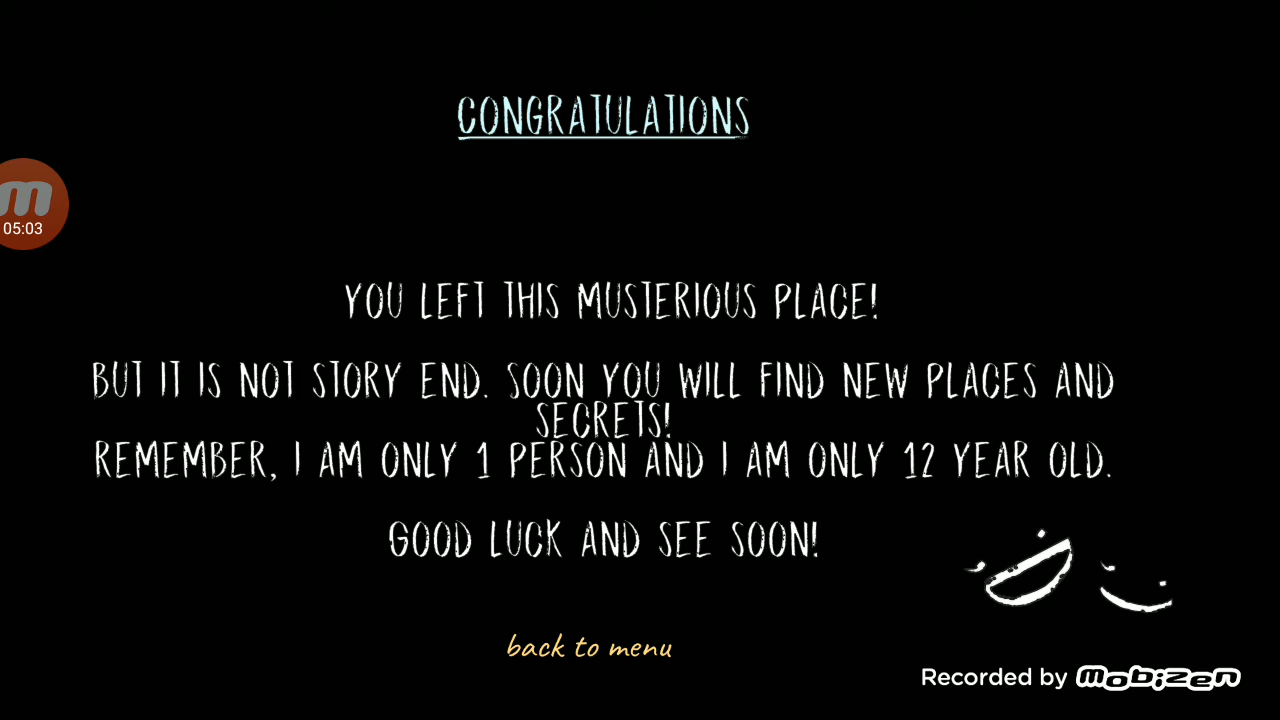 CONGRATULATIONS
m
05:03
YOU LEFT THIS MUSTERIOUS PLACE!
BUT IT IS NOT STORY END. SOON YOU WILL FIND NEW PLACES AND
SECRETS!
REMEMBER, I AM ONLY 1 PERSON AND I AM ONLY 12 YEAR OLD.
GOOD LUCK AND SEE SOON!
back to menu
Recorded by mobizen